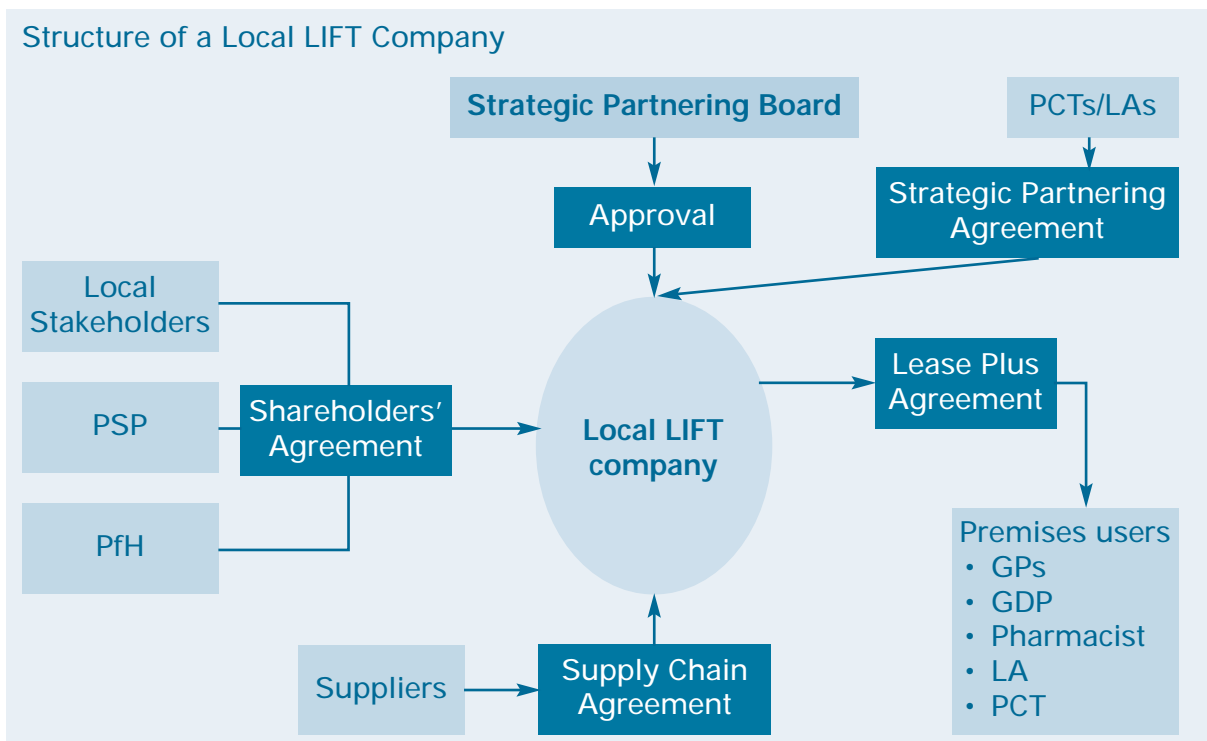 Structure of a Local LIFT Company
Strategic Partnering Board
PCTs/LAs
Approval
Strategic Partnering
Agreement
Local
Stakeholders
PSP
PfH
Shareholders’
Agreement
Local LIFT
company
Lease Plus
Agreement
Premises users
• GPs
• GDP
• Pharmacist
• LA
• PCT
Suppliers
Supply Chain
Agreement